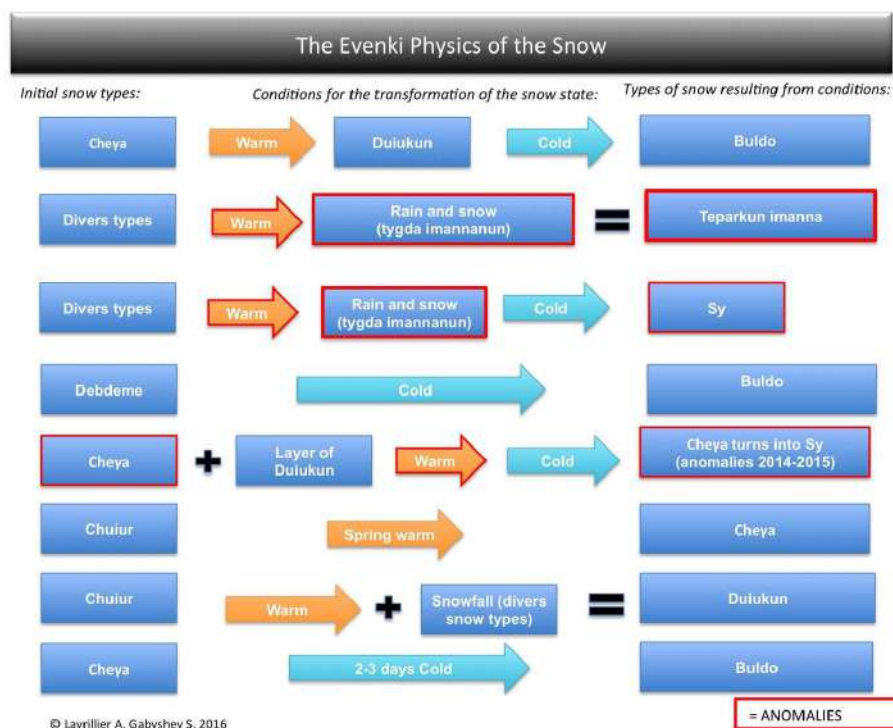 The Evenki Physics of the Snow
Initial snow types:
Conditions for the transformation of the snow state:
Types of snow resulting from conditions:
Cheya
Warm
Duiukun
Cold
Buldo
Divers types
Warm
Rain and snow
(tygda imannanun)
=
Teparkun imanna
Divers types
Warm
Rain and snow
(tygda imannanun)
Cold
Sy
Debdeme
Cold
Buldo
Cheya
+
Layer of
Duiukun
Warm
Cold
Cheya turns into Sy
(anomalies 2014-2015)
Chuiur
Spring warm
Cheya
Chuiur
Warm
+
Snowfall (divers
snow types)
=
Duiukun
Cheya
2-3 days Cold
Buldo
© Lavrillier A. Gabyshev S. 2016
= ANOMALIES